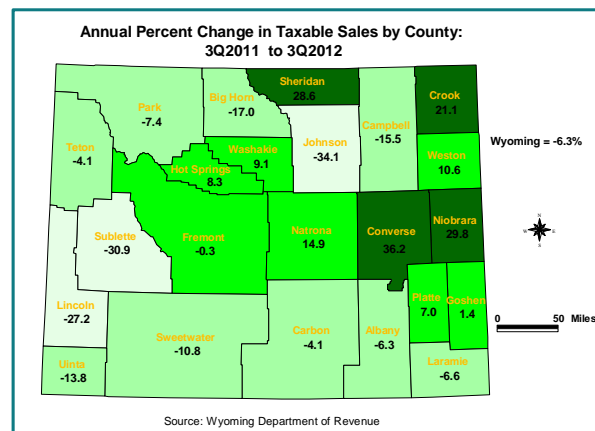 Annual Percent Change in Taxable Sales by County:
3Q2011 to 3Q2012
Sheridan
28.6
Crook
21.1
Park
-7.4
Big Horn
-17.0
Campbell
-15.5
Johnson
-34.1
Wyoming = -6.3%
Teton
-4.1
Washakie
9.1
Weston
10.6
Hot Springs
8.3
Sublette
-30.9
Fremont
-0.3
Natrona
14.9
Converse
36.2
Niobrara
29.8
N
W E
S
Lincoln
-27.2
Platte
7.0
Goshen
1.4
0 50 Miles
Sweetwater
-10.8
Carbon
-4.1
Albany
-6.3
Uinta
-13.8
Laramie
-6.6
Source: Wyoming Department of Revenue